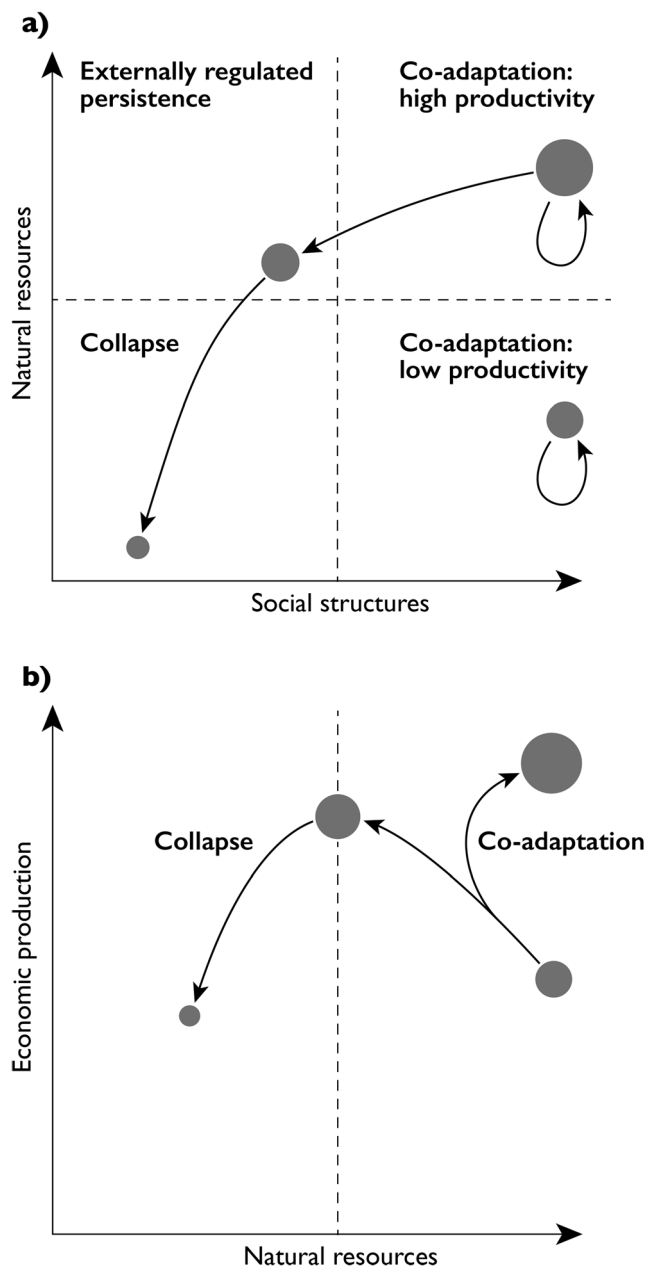 a)
Externally regulated
persistence
Co-adaptation:
high productivity
Natural resources
Collapse
Co-adaptation:
low productivity
Social structures
b)
Collapse
Co-adaptation
Economic production
Natural resources